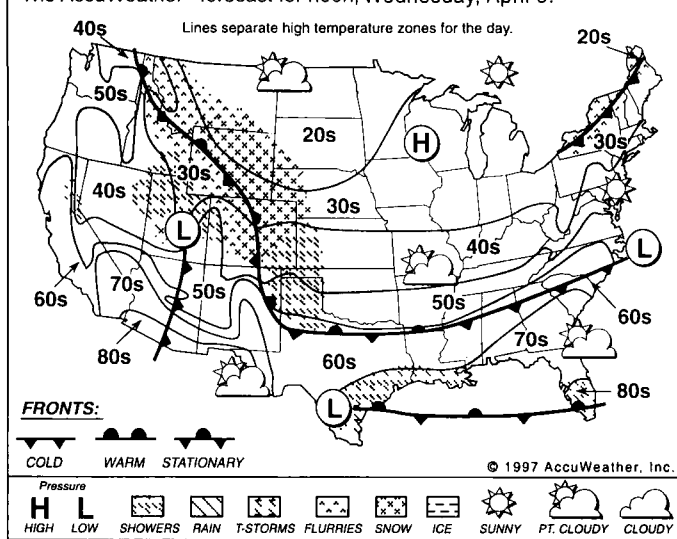 The AccuWeather® forecast for noon, Wednesday, April 9.
Lines separate high temperature zones for the day.
40s
20s
50s
20s
H
30s
30s
40s
30s
L
40s
L
60s
70s
50s
50s
60s
80s
70s
60s
L
80s
FRONTS:
COLD WARM STATIONARY
© 1997 AccuWeather, Inc.
Pressure
H L
HIGH LOW SHOWERS RAIN T-STORMS FLURRIES SNOW ICE SUNNY PT. CLOUDY CLOUDY